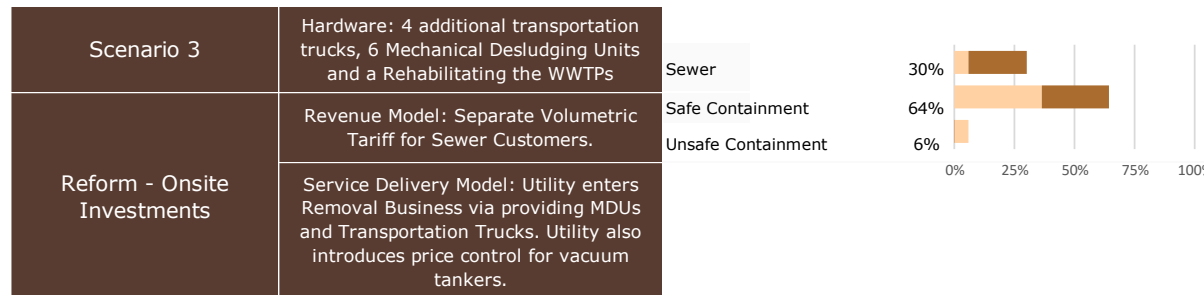 Scenario 3
Hardware: 4 additional transportation
trucks, 6 Mechanical Desludging Units
and a Rehabilitating the WWTPs
Reform - Onsite
Investments
Revenue Model: Separate Volumetric
Tariff for Sewer Customers.
Service Delivery Model: Utility enters
Removal Business via providing MDUs
and Transportation Trucks. Utility also
introduces price control for vacuum
tankers.
Sewer 30%
Safe Containment 64%
Unsafe Containment 6%
0% 25% 50% 75% 100%